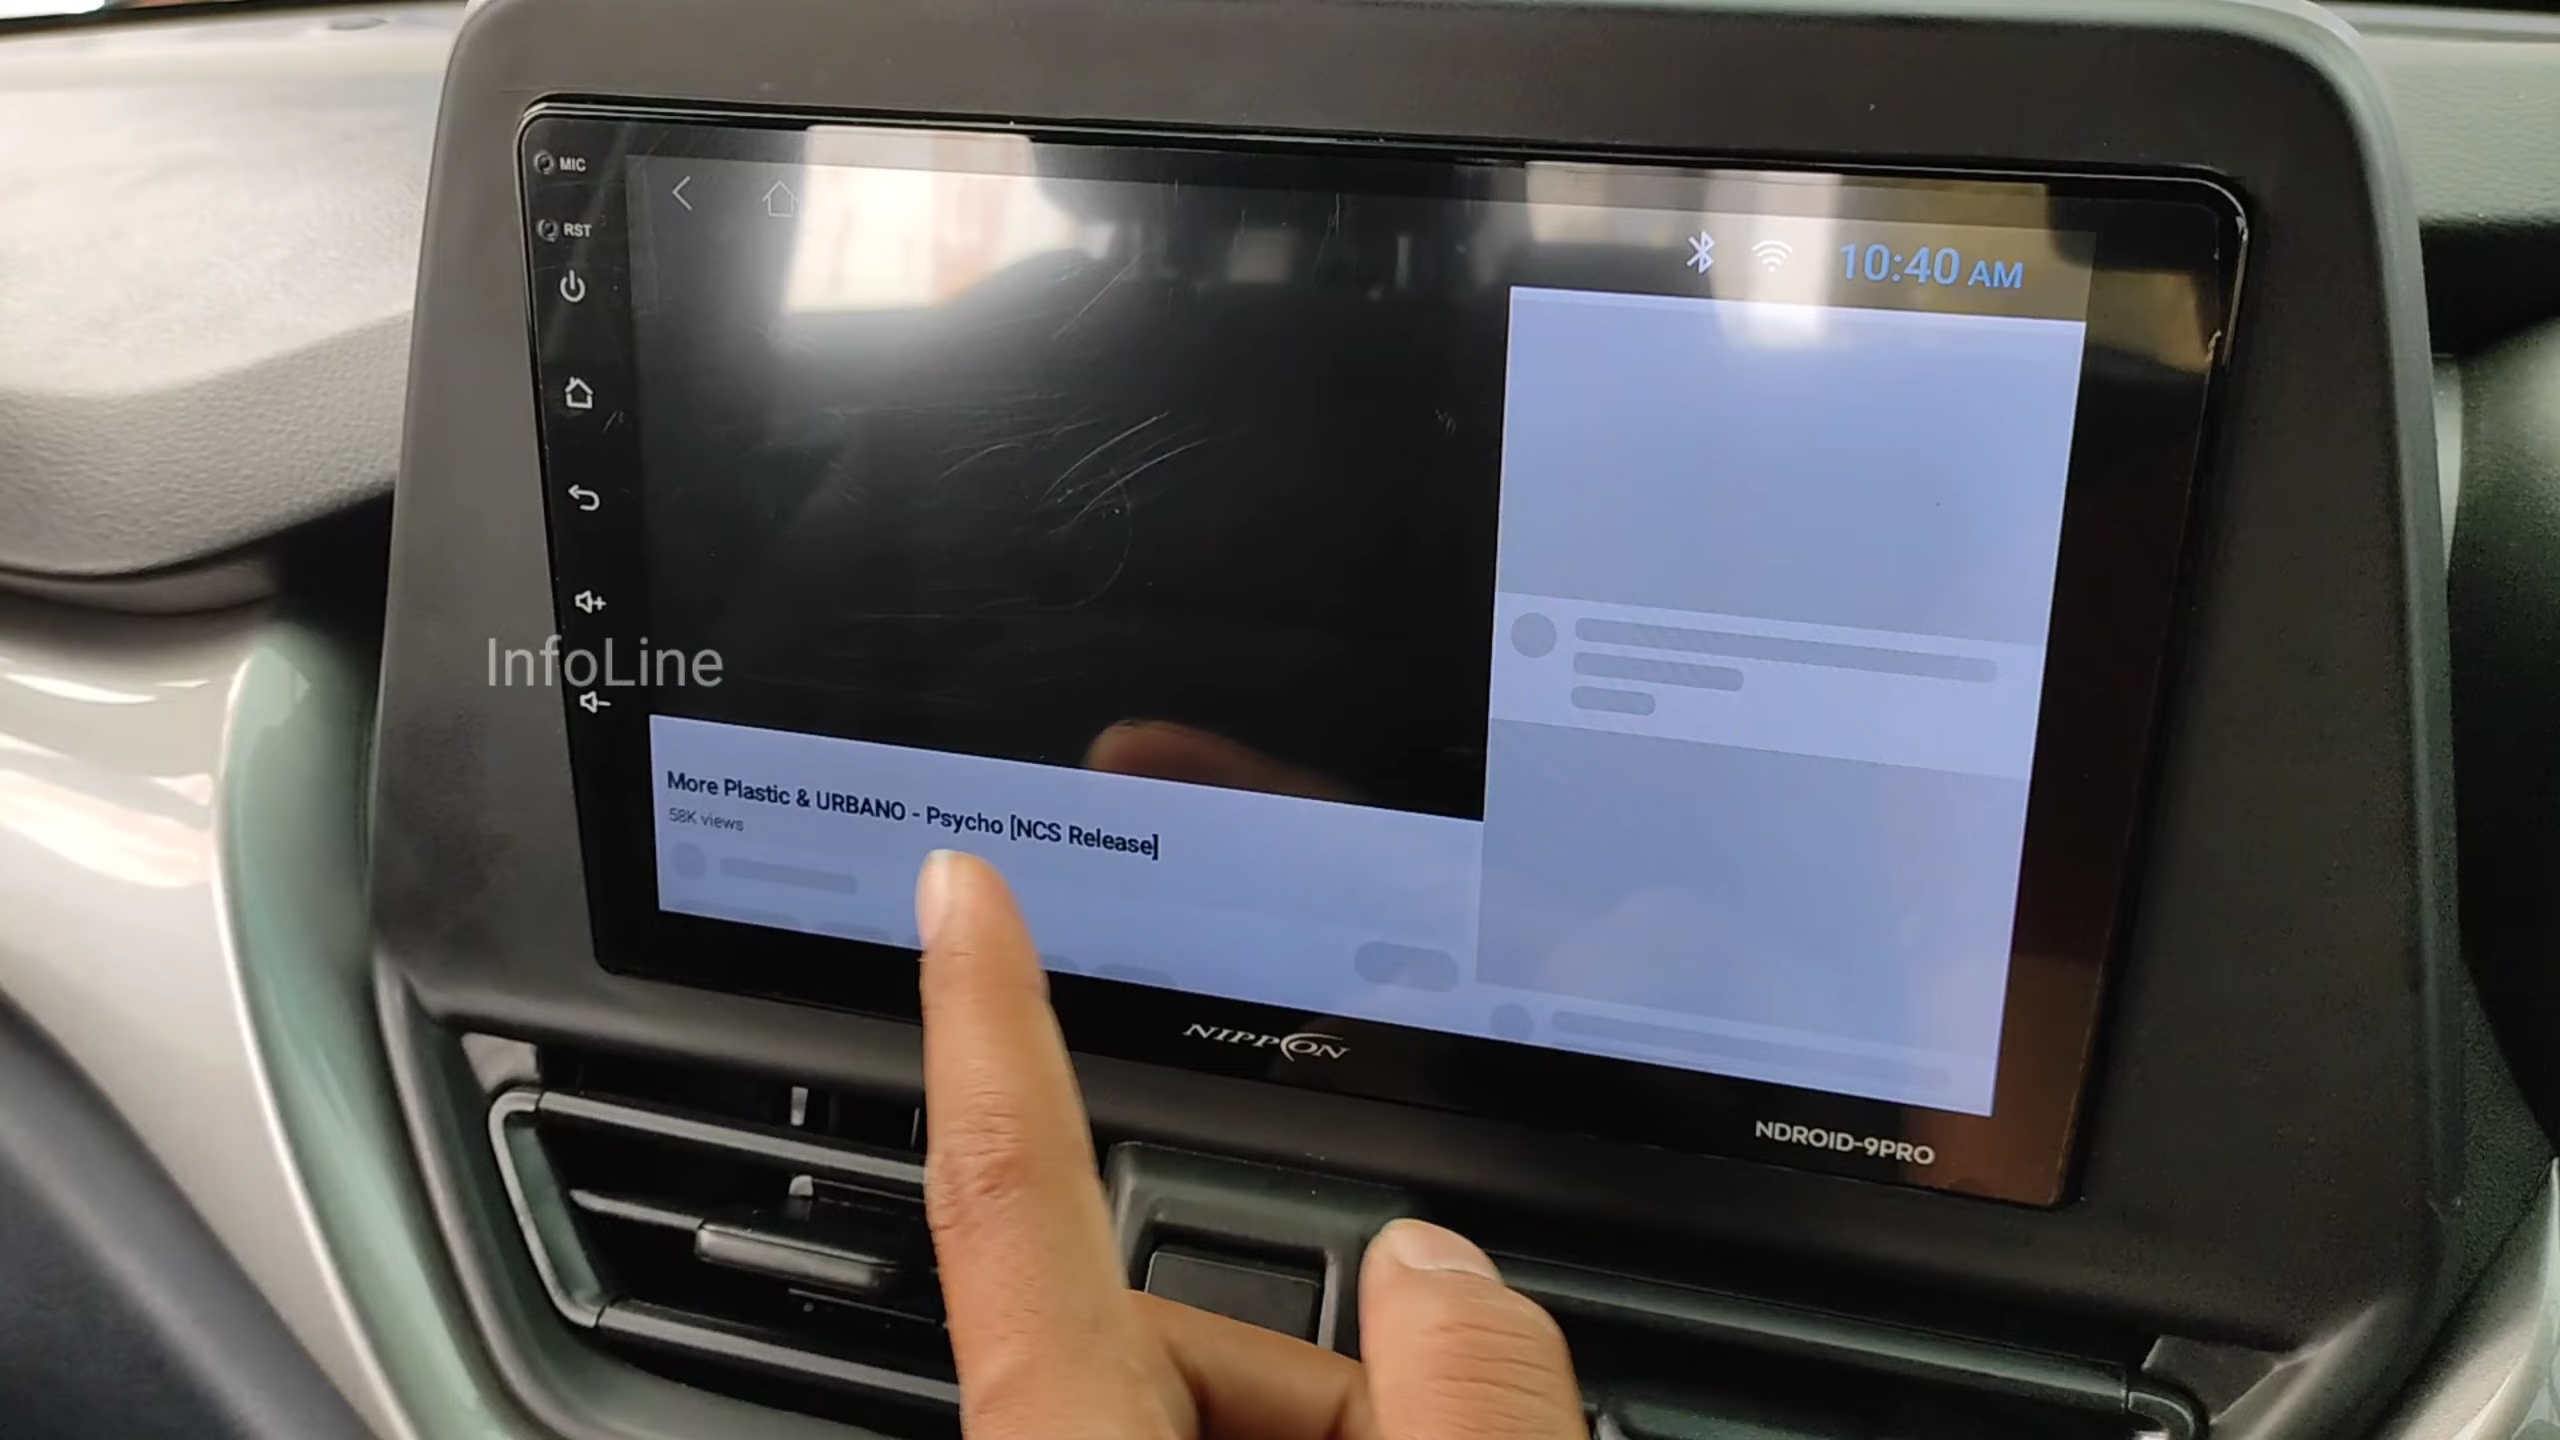 MIC
RST
10:40 AM
InfoLine
More Plastic & URBANO - Psycho [NCS Release]
58K views
NIPPON
NDROID-9PRO